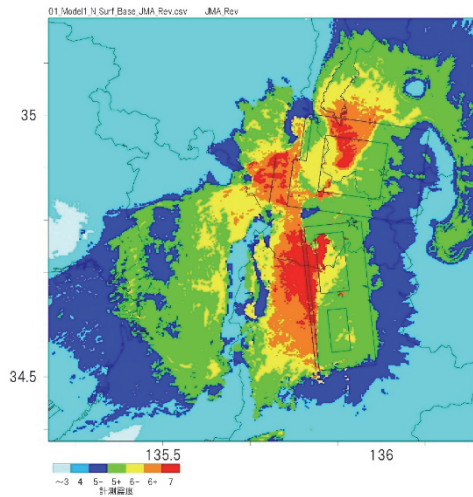 01_Model1_N_Surf_Base_JMA_Rev.csv JMA_Rev
35
34.5
135.5 136
~3 4 5- 5+ 6- 6+ 7
計測震度